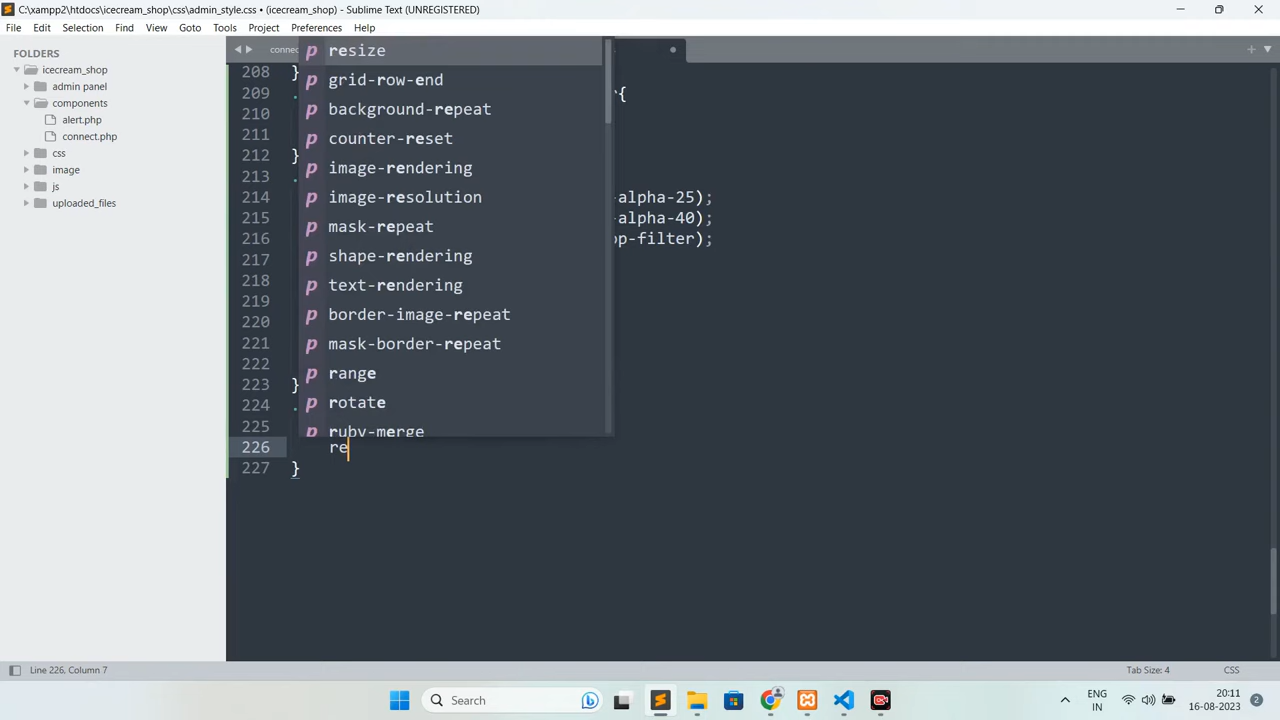 C:\xampp2\htdocs\icecream_shop\css\admin_style.css • (icecream_shop) - Sublime Text (UNREGISTERED)
File Edit Selection Find View Goto Tools Project Preferences Help
FOLDERS
icecream_shop
admin panel
components
alert.php
connect.php
css
image
js
uploaded_files
connec
resize
grid-row-end
background-repeat
counter-reset
image-rendering
image-resolution
mask-repeat
shape-rendering
text-rendering
border-image-repeat
mask-border-repeat
range
rotate
ruby-merge
208 }
209 . {
210
211
212 }
213 .
214 -alpha-25);
215 -alpha-40);
216 op-filter);
217
218
219
220
221
222
223 }
224 .
225
226 re
227 }
Line 226, Column 7
Tab Size: 4
CSS
Search
ENG
IN
20:11
16-08-2023
2